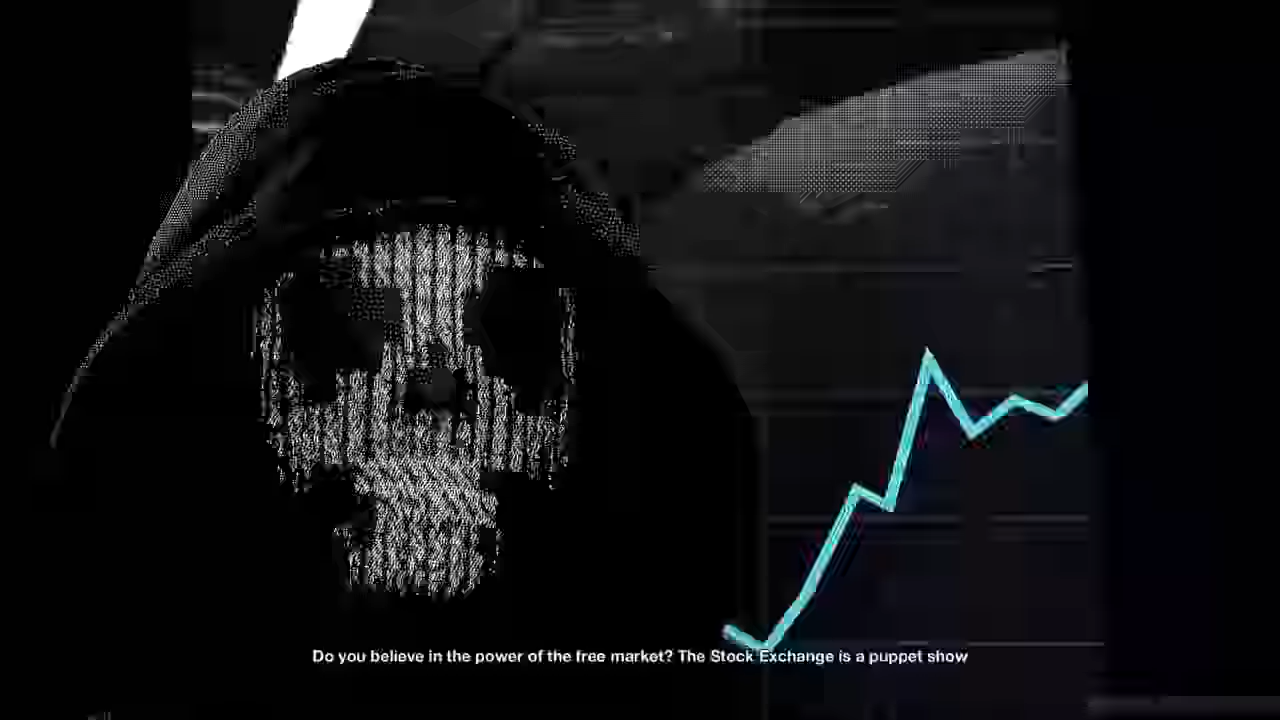 Do you believe in the power of the free market? The Stock Exchange is a puppet show